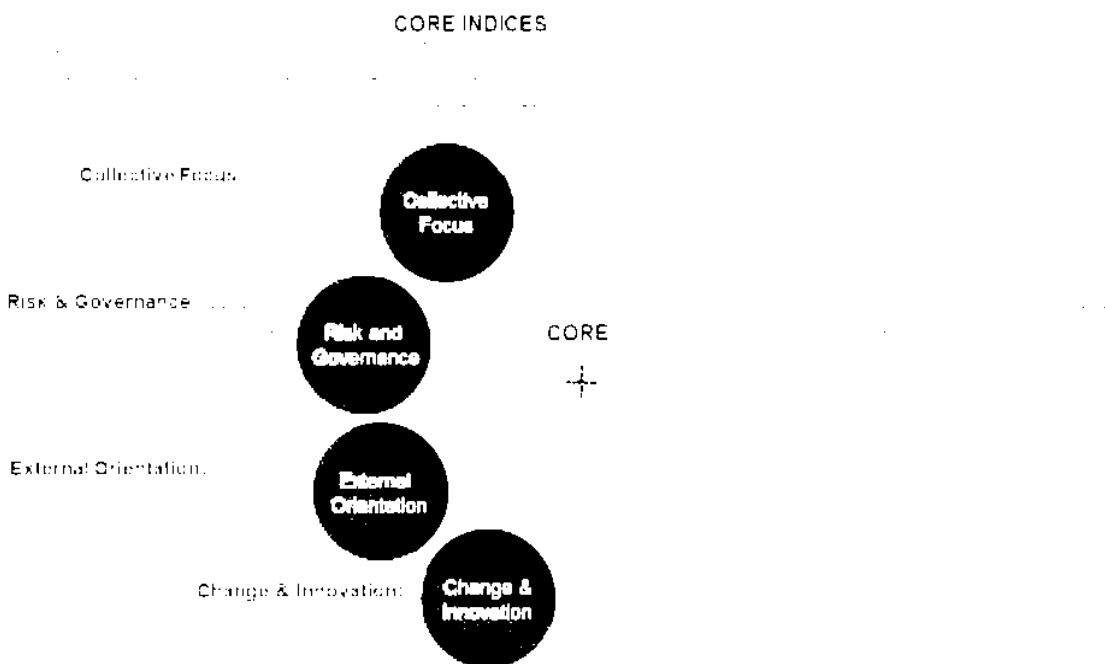 CORE INDICES
Collective Focus
Collective
Focus
Risk & Governance
Risk and
Governance
CORE
External Orientation
External
Orientation
Change & Innovation
Change &
Innovation